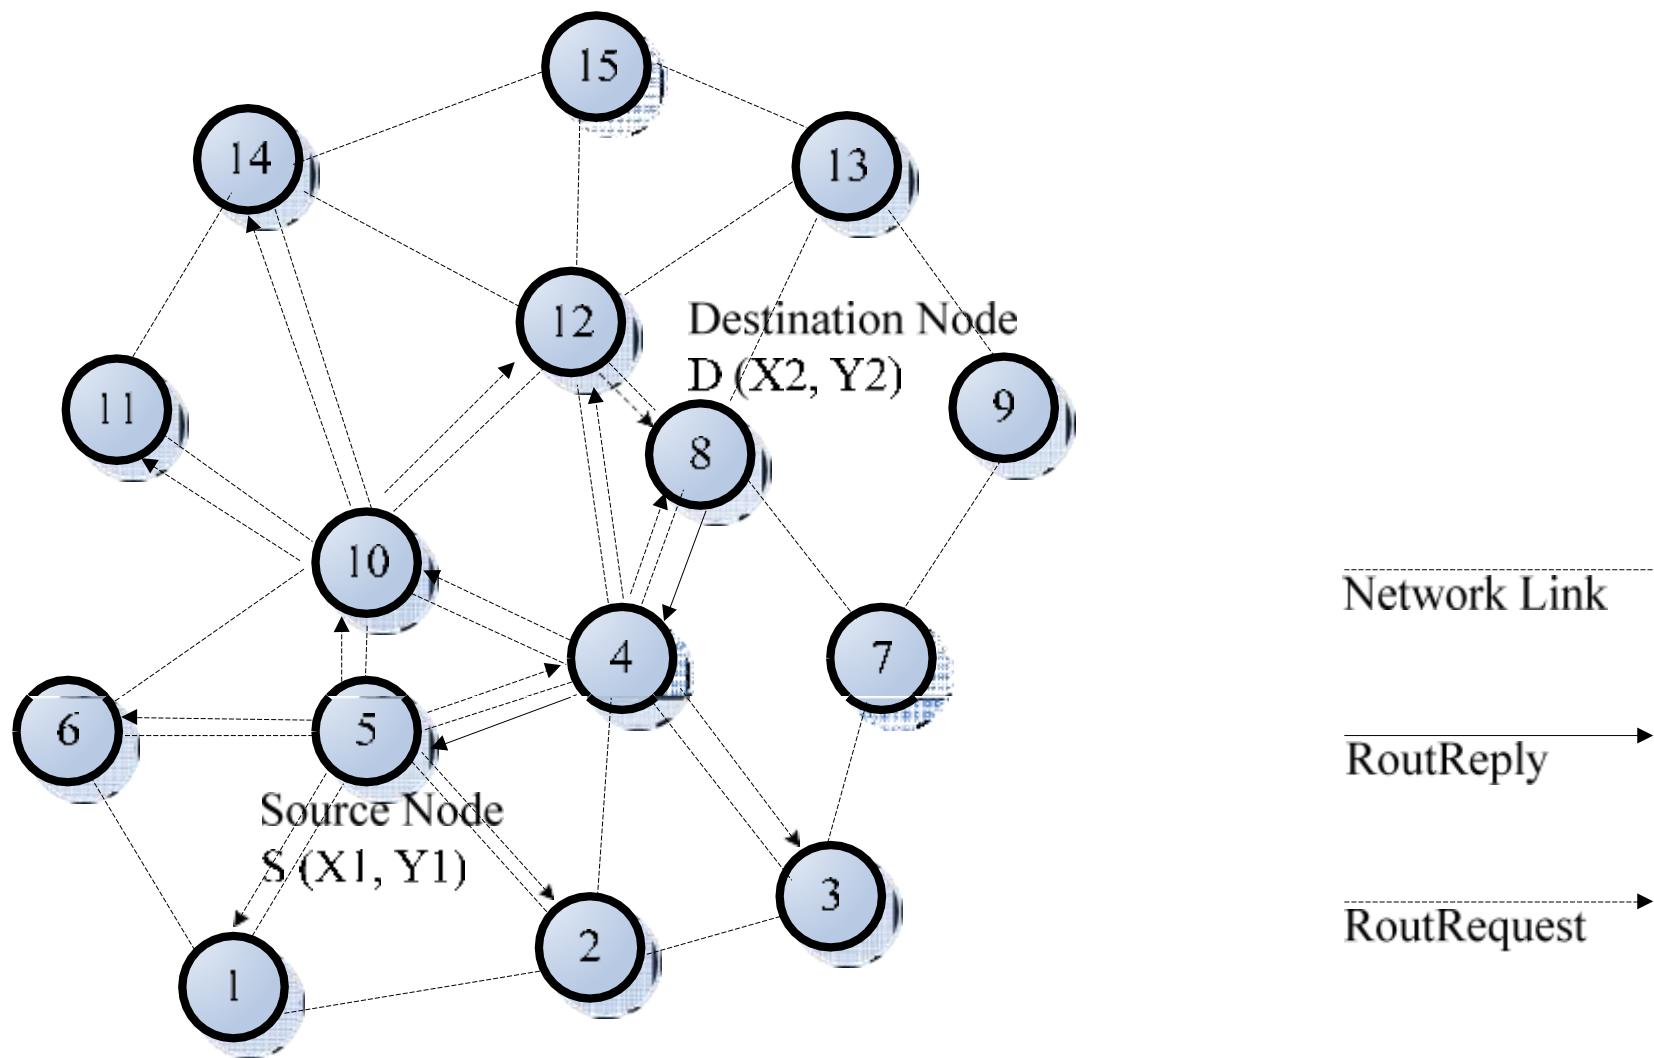 15
14
13
12
Destination Node
D (X2, Y2)
11
9
8
10
Network Link
4
7
6
5
RoutReply
Source Node
S (X1, Y1)
3
RoutRequest
2
1